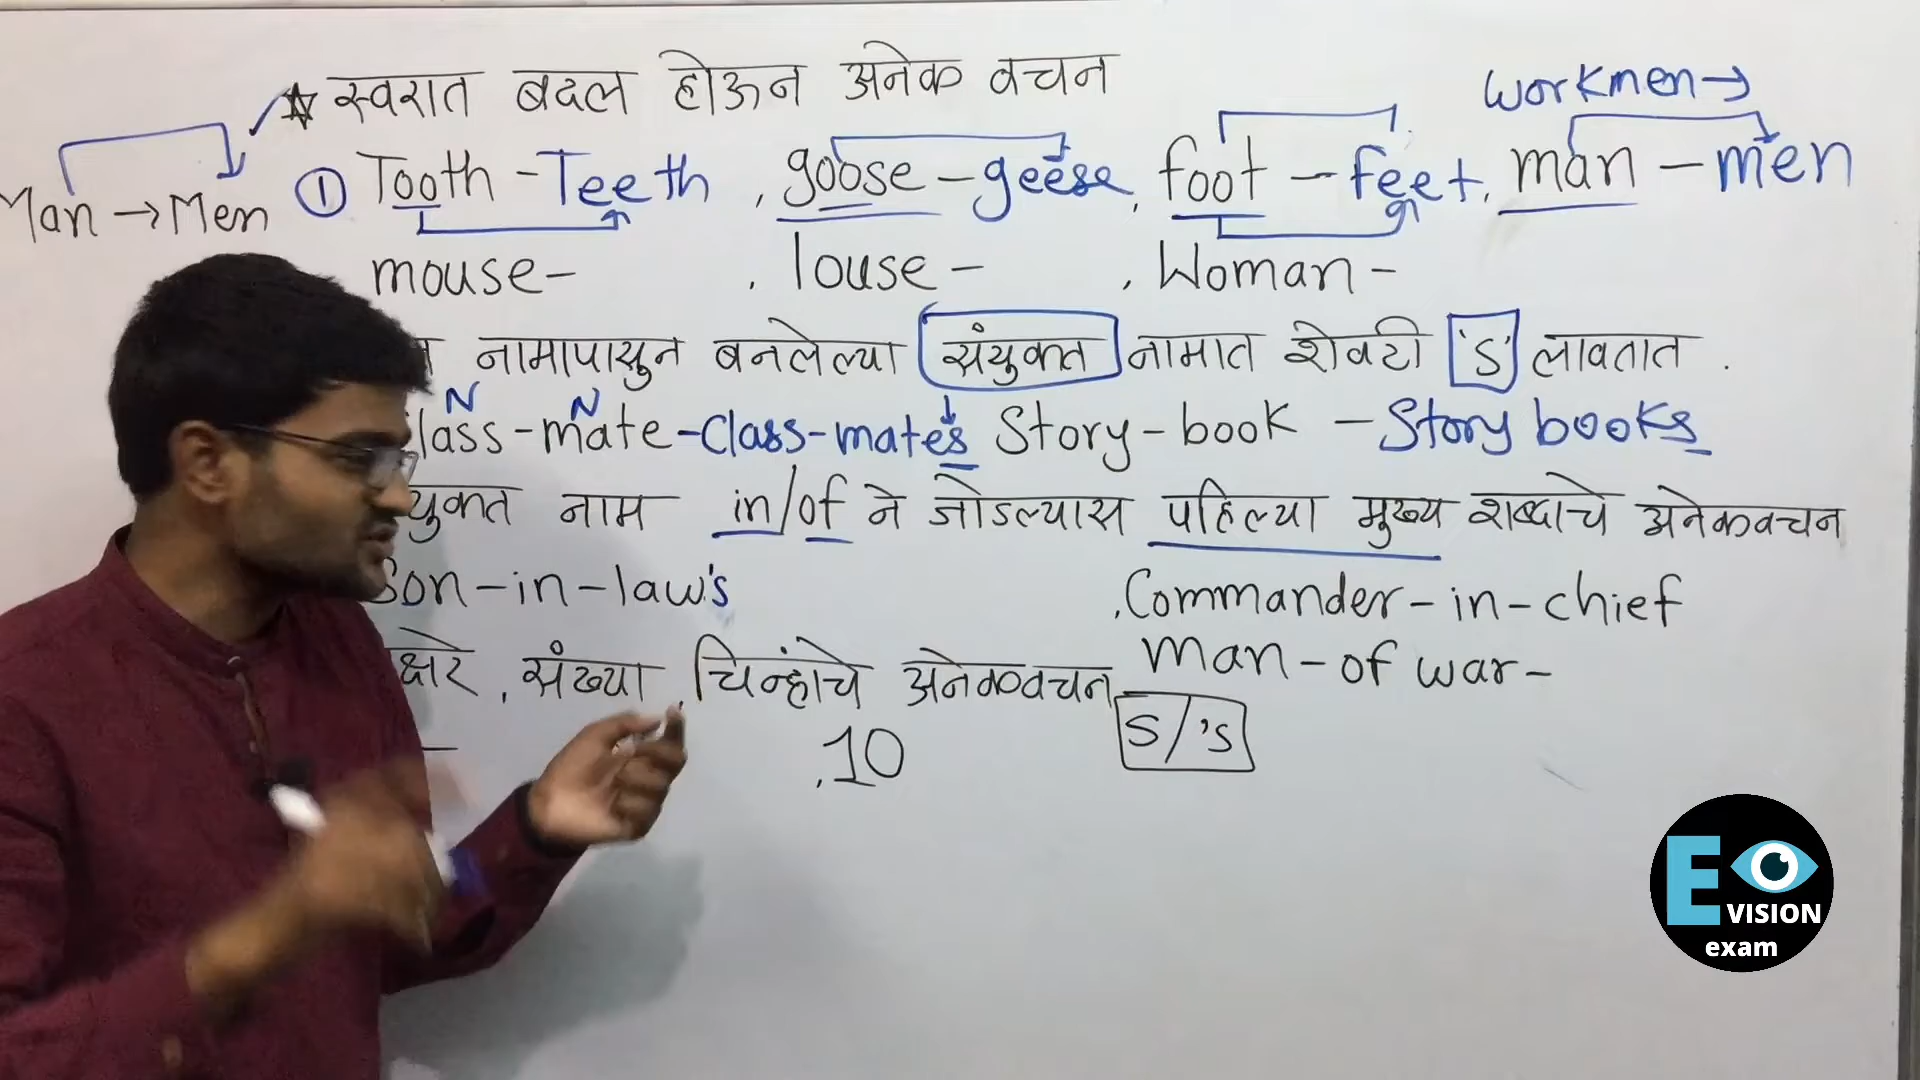 workmen→
★ स्वरात बदल होऊन अनेक वचन
Man → Men ① Tooth - Teeth , goose - geese , foot - feet, man - men
mouse- , louse - , Woman -
नामापासुन बनलेल्या संयुक्त नामात शेवटी 's' लावतात .
N N
lass-mate-Class-mates Story-book - Story books
युक्त नाम in/of ने जोडल्यास पहिल्या मुख्य शब्दाचे अनेकवचन
Son-in-law's , Commander-in-chief
man-of war-
क्षरे , संख्या , चिन्हांचे अनेकवचन s/'s
- , 10
E VISION
exam